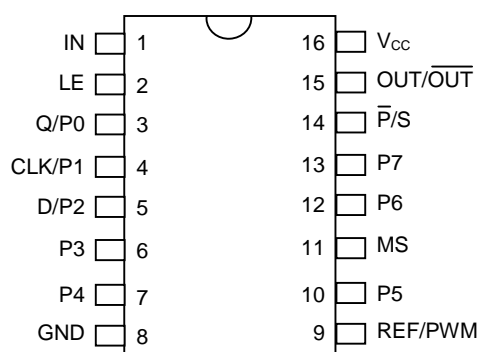 IN 1 16 VCC
LE 2 15 OUT/O̅U̅T̅
Q/P0 3 14 P̅/S
CLK/P1 4 13 P7
D/P2 5 12 P6
P3 6 11 MS
P4 7 10 P5
GND 8 9 REF/PWM